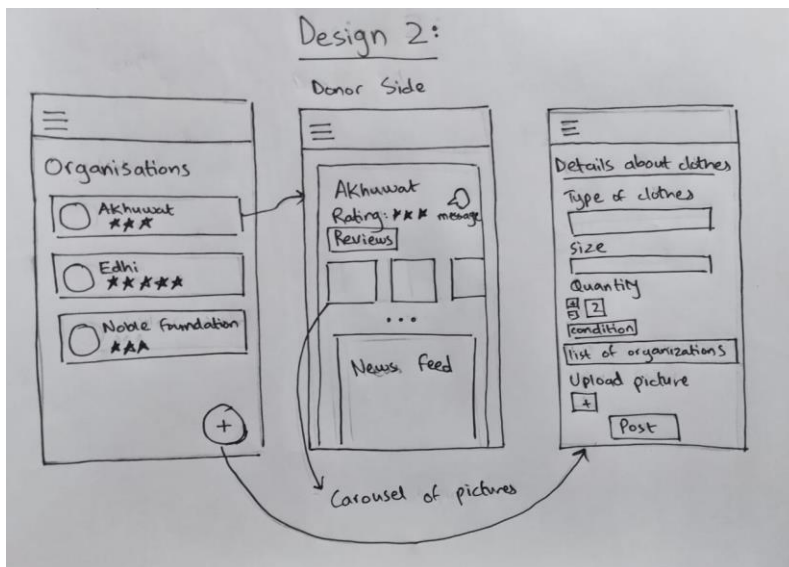 Design 2:
Donor Side
Organisations
Akhuwat
Edhi
Noble Foundation
+
Akhuwat
Rating:
message
Reviews
...
News feed
Carousel of pictures
Details about clothes
Type of clothes
Size
Quantity
2
condition
list of organizations
Upload picture
+
Post